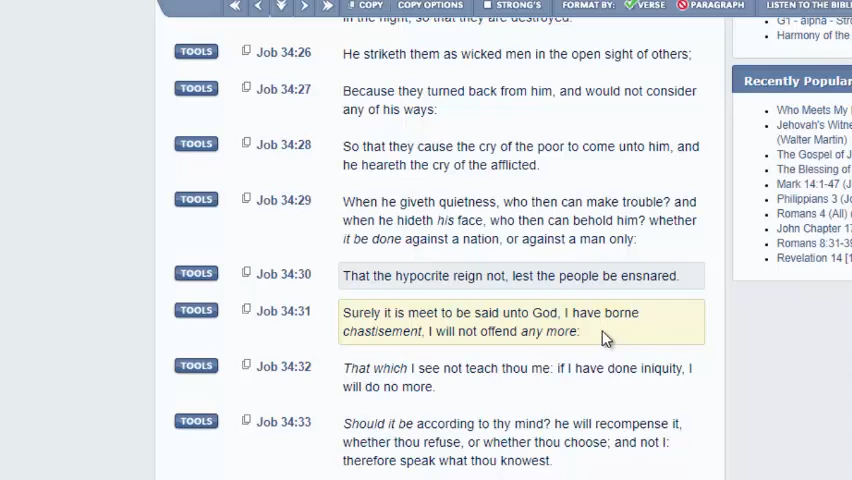 COPY COPY OPTIONS STRONG'S FORMAT BY: VERSE PARAGRAPH LISTEN TO THE BIBL
in the night, so that they are destroyed.
TOOLS Job 34:26 He striketh them as wicked men in the open sight of others;
TOOLS Job 34:27 Because they turned back from him, and would not consider
any of his ways:
TOOLS Job 34:28 So that they cause the cry of the poor to come unto him, and
he heareth the cry of the afflicted.
TOOLS Job 34:29 When he giveth quietness, who then can make trouble? and
when he hideth his face, who then can behold him? whether
it be done against a nation, or against a man only:
TOOLS Job 34:30 That the hypocrite reign not, lest the people be ensnared.
TOOLS Job 34:31 Surely it is meet to be said unto God, I have borne
chastisement, I will not offend any more:
TOOLS Job 34:32 That which I see not teach thou me: if I have done iniquity, I
will do no more.
TOOLS Job 34:33 Should it be according to thy mind? he will recompense it,
whether thou refuse, or whether thou choose; and not I:
therefore speak what thou knowest.
G1 - alpha - Str
Harmony of the
Recently Popular
Who Meets My
Jehovah's Witne
(Walter Martin)
The Gospel of J
The Blessing of
Mark 14:1-47 (J
Philippians 3 (Jo
Romans 4 (All) (
John Chapter 17
Romans 8:31-39
Revelation 14 [1